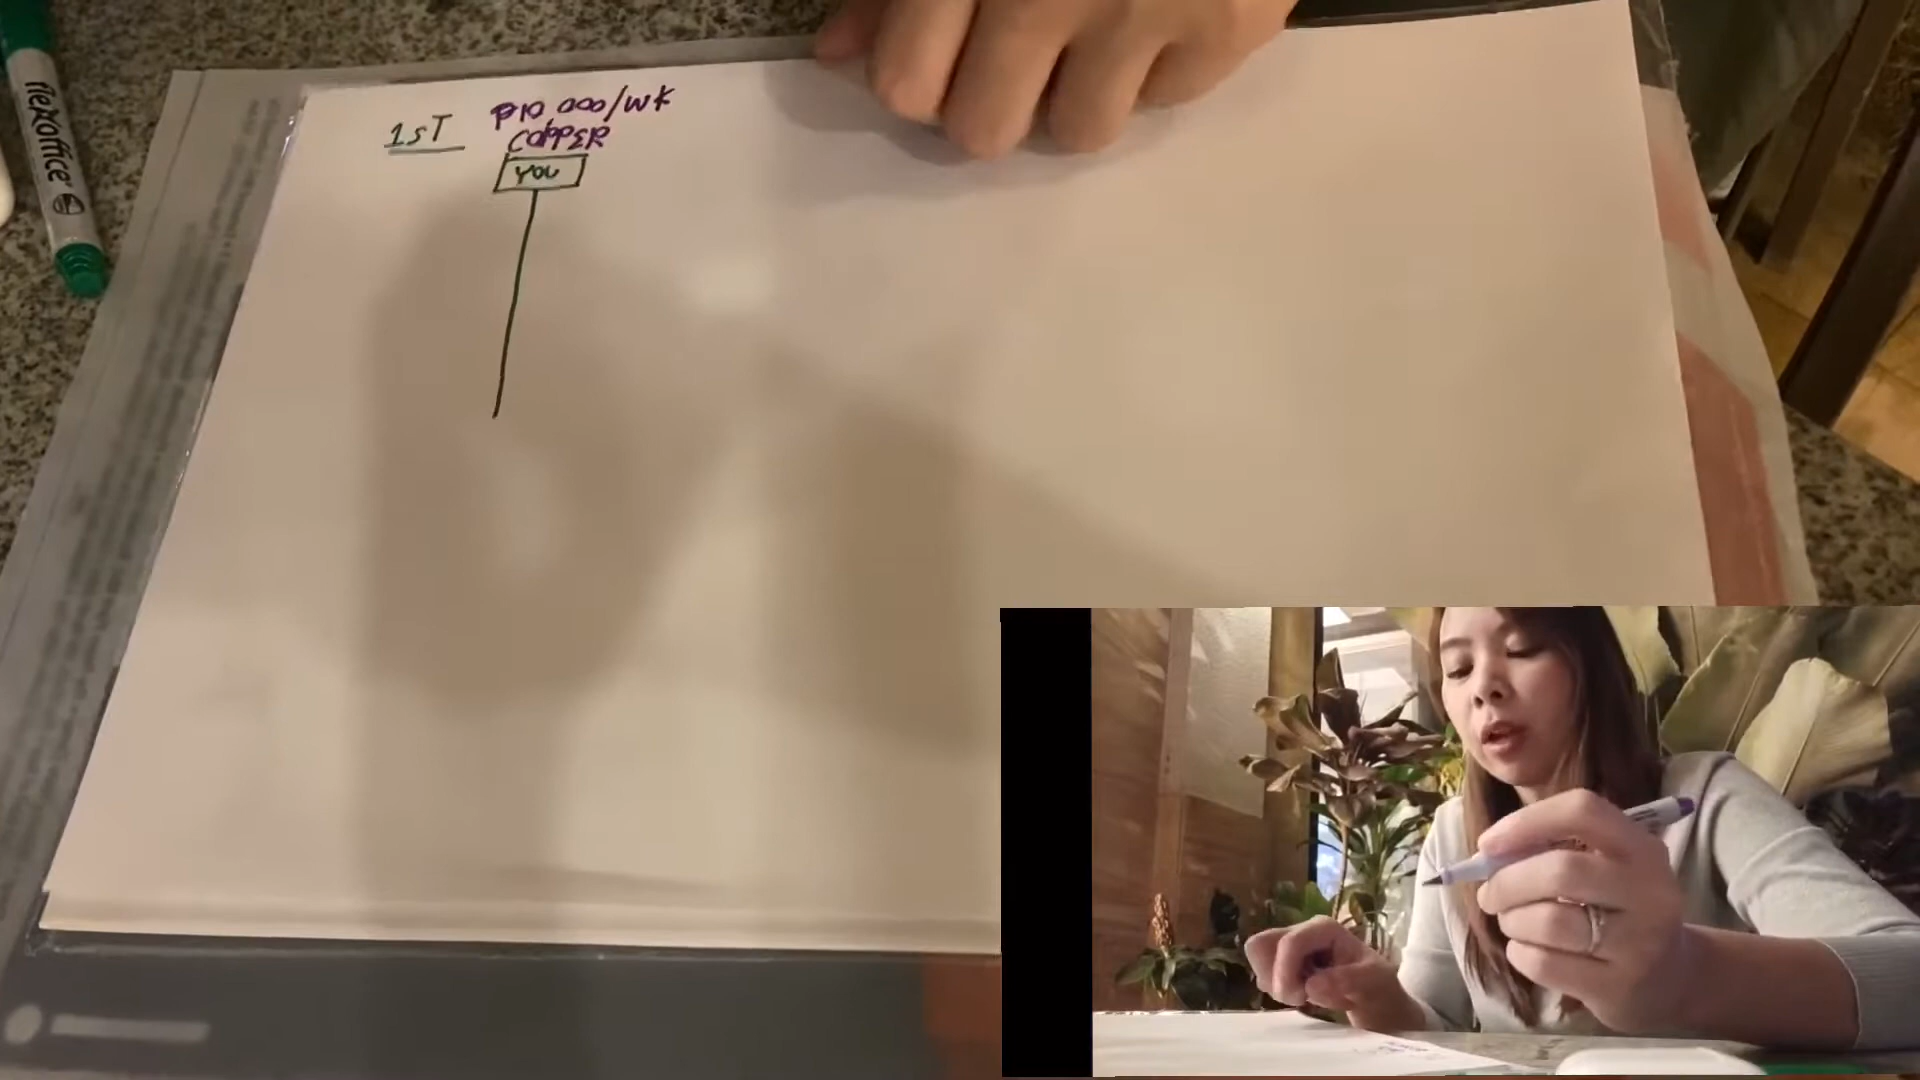 flexoffice
1ST
₱10 000/WK
COPPER
YOU